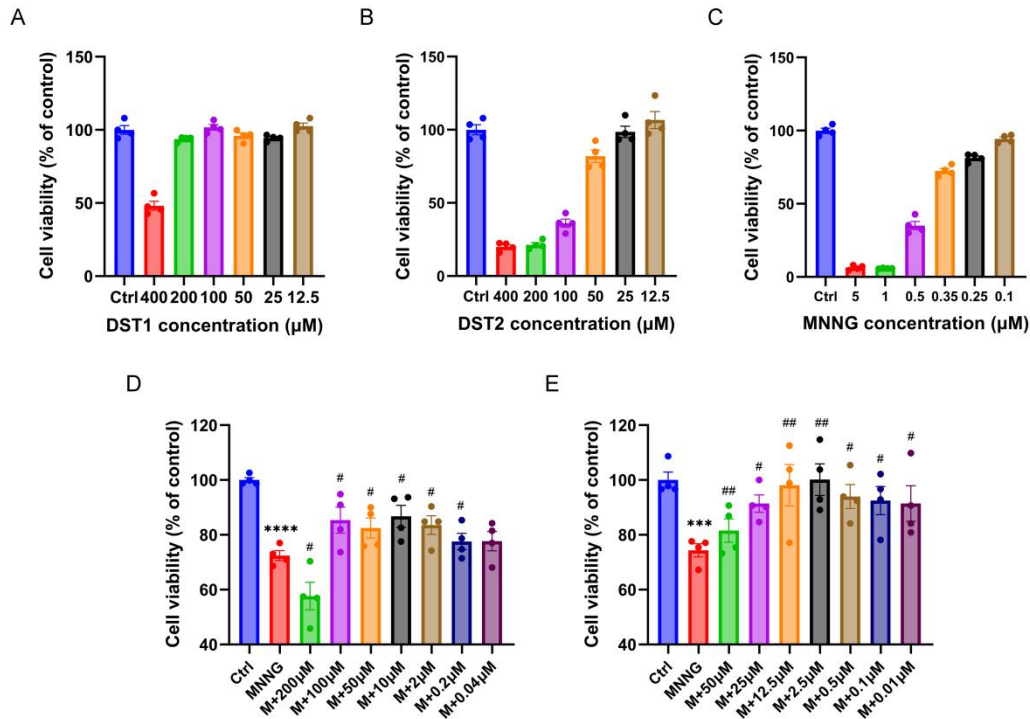 A
Cell viability (% of control)
150
100
50
0
Ctrl 400 200 100 50 25 12.5
DST1 concentration (µM)
B
Cell viability (% of control)
150
100
50
0
Ctrl 400 200 100 50 25 12.5
DST2 concentration (µM)
C
Cell viability (% of control)
150
100
50
0
Ctrl 5 1 0.5 0.35 0.25 0.1
MNNG concentration (µM)
D
Cell viability (% of control)
120
100
80
60
40
**** # # # # # #
Ctrl
MNNG
M+200µM
M+100µM
M+50µM
M+10µM
M+2µM
M+0.2µM
M+0.04µM
E
Cell viability (% of control)
120
100
80
60
40
*** ## # ## ## # # #
Ctrl
MNNG
M+50µM
M+25µM
M+12.5µM
M+2.5µM
M+0.5µM
M+0.1µM
M+0.01µM